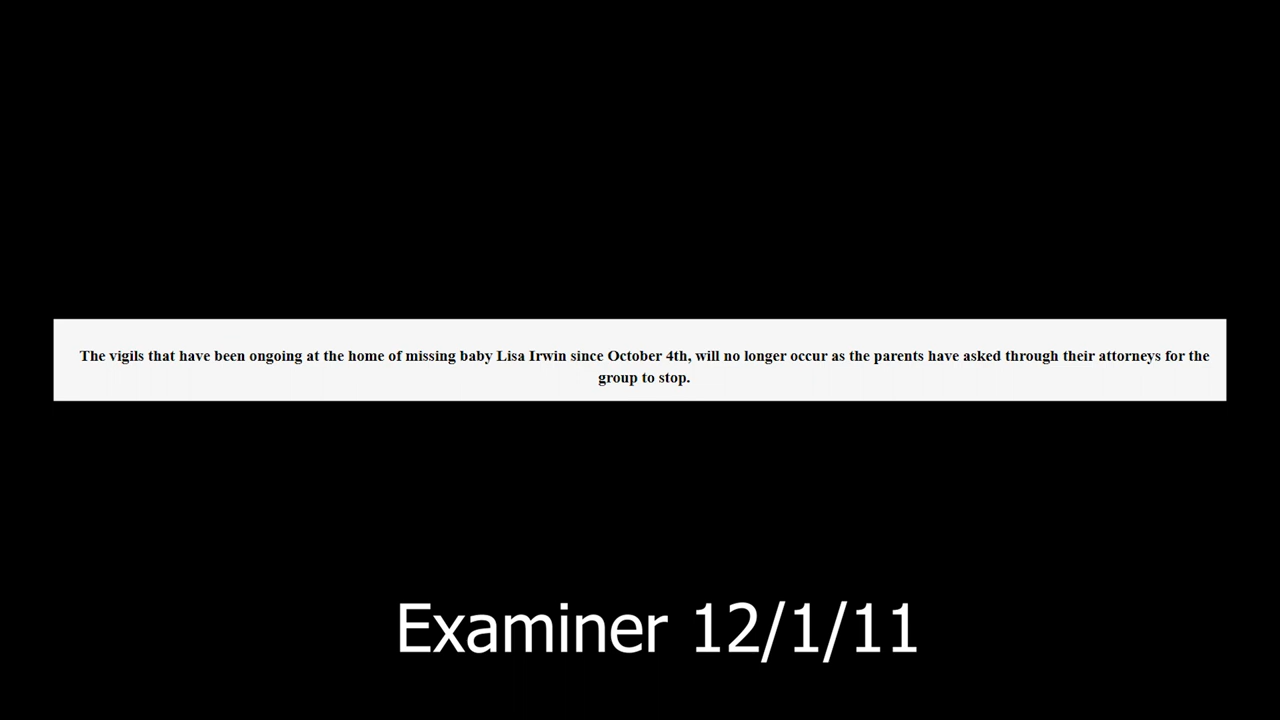 The vigils that have been ongoing at the home of missing baby Lisa Irwin since October 4th, will no longer occur as the parents have asked through their attorneys for the
group to stop.
Examiner 12/1/11